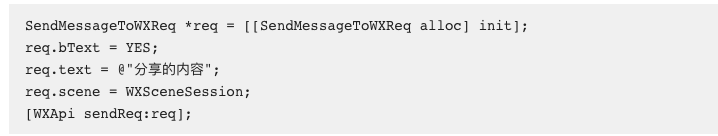 SendMessageToWXReq *req = [[SendMessageToWXReq alloc] init];
req.bText = YES;
req.text = @"分享的内容";
req.scene = WXSceneSession;
[WXApi sendReq:req];